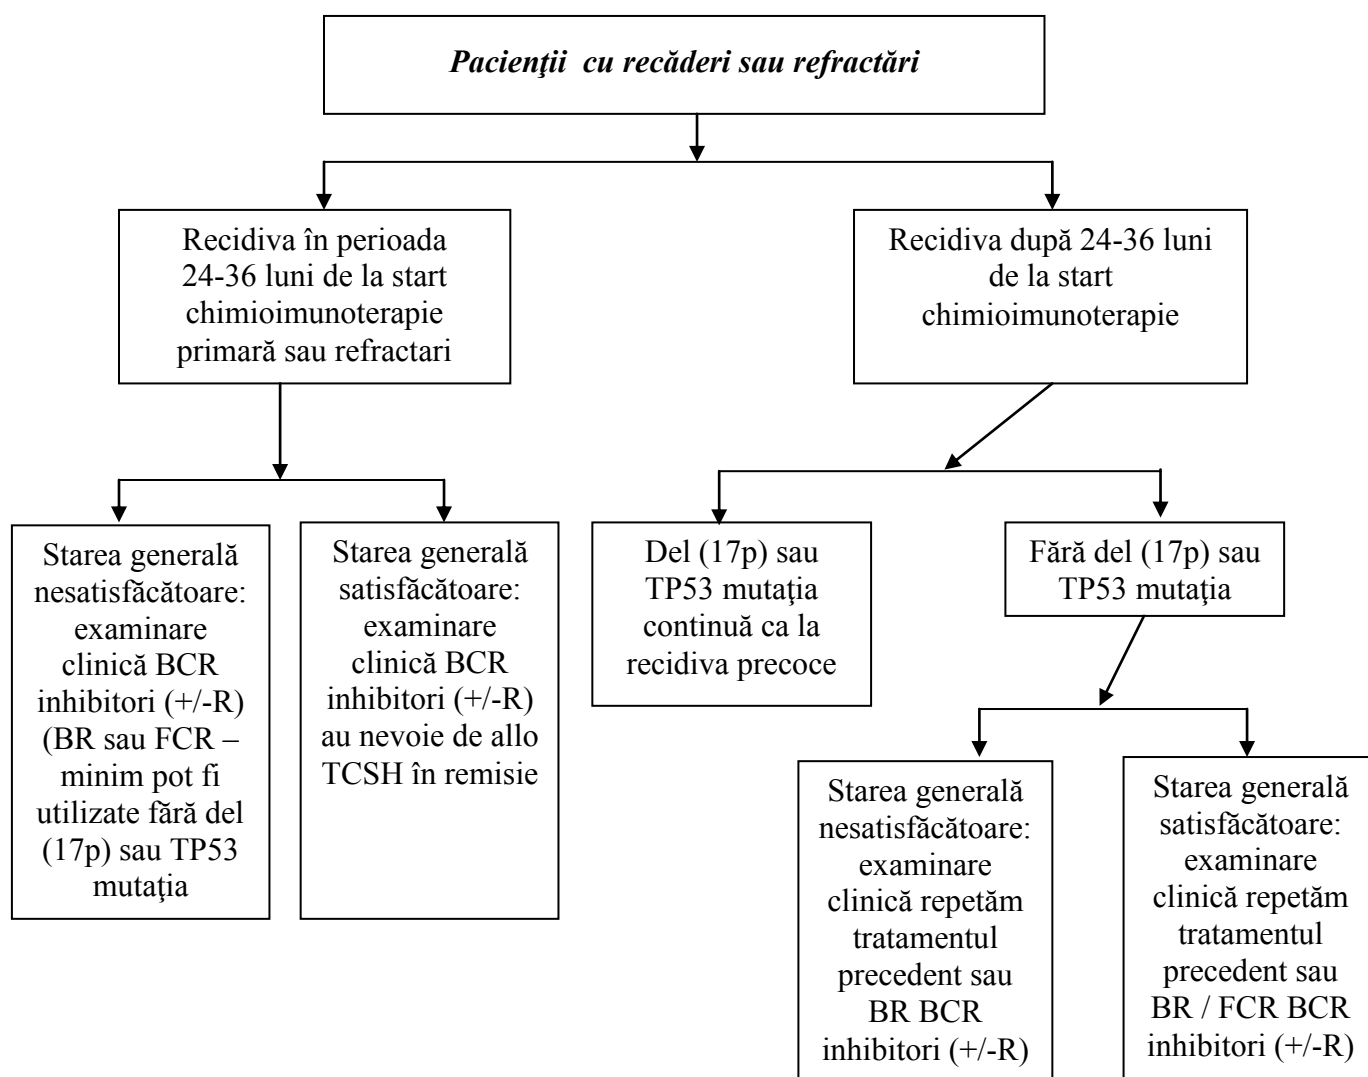 Pacienţii cu recăderi sau refractări
Recidiva în perioada
24-36 luni de la start
chimioimunoterapie
primară sau refractari
Recidiva după 24-36 luni
de la start
chimioimunoterapie
Starea generală
nesatisfăcătoare:
examinare
clinică BCR
inhibitori (+/-R)
(BR sau FCR –
minim pot fi
utilizate fără del
(17p) sau TP53
mutaţia
Starea generală
satisfăcătoare:
examinare
clinică BCR
inhibitori (+/-R)
au nevoie de allo
TCSH în remisie
Del (17p) sau
TP53 mutaţia
continuă ca la
recidiva precoce
Fără del (17p) sau
TP53 mutaţia
Starea generală
nesatisfăcătoare:
examinare
clinică repetăm
tratamentul
precedent sau
BR BCR
inhibitori (+/-R)
Starea generală
satisfăcătoare:
examinare
clinică repetăm
tratamentul
precedent sau
BR / FCR BCR
inhibitori (+/-R)